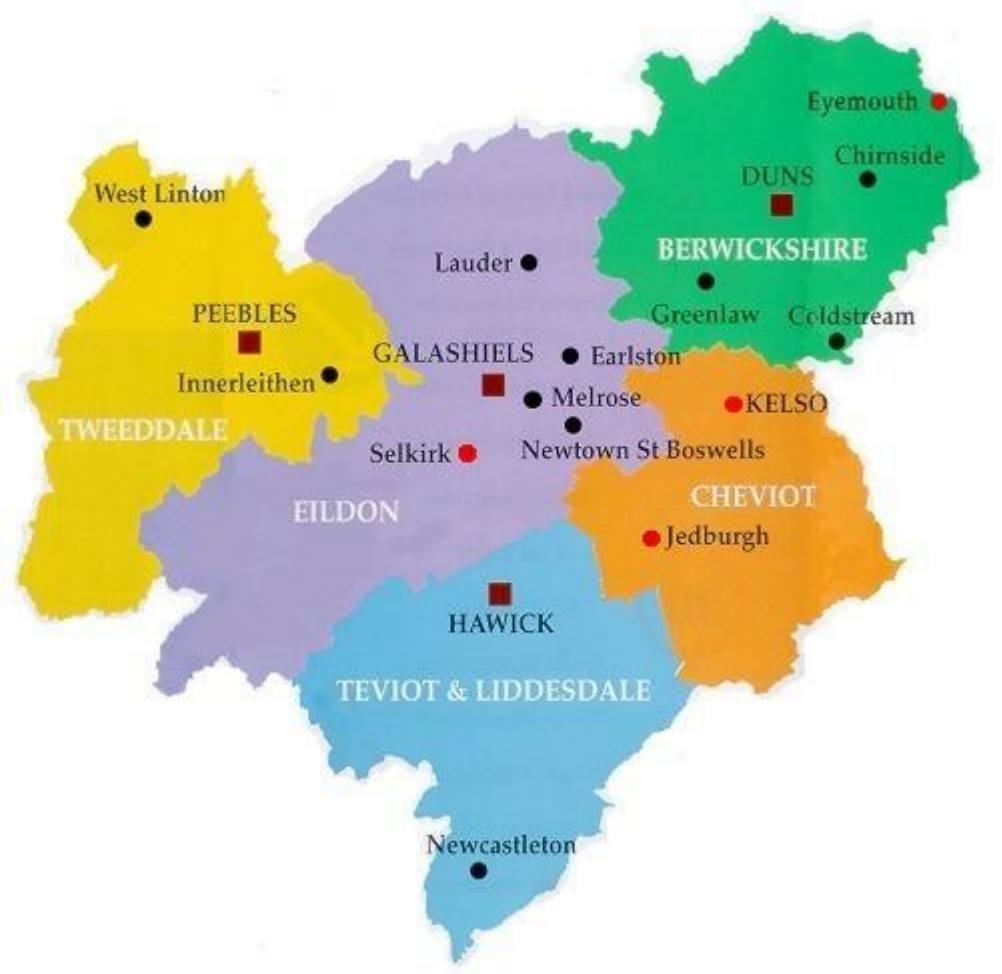 Eyemouth
Chirnside
DUNS
West Linton
BERWICKSHIRE
Lauder
PEEBLES
Greenlaw
Coldstream
GALASHIELS
Earlston
Innerleithen
Melrose
KELSO
TWEEDDALE
Selkirk
Newtown St Boswells
CHEVIOT
EILDON
Jedburgh
HAWICK
TEVIOT & LIDDESDALE
Newcastleton